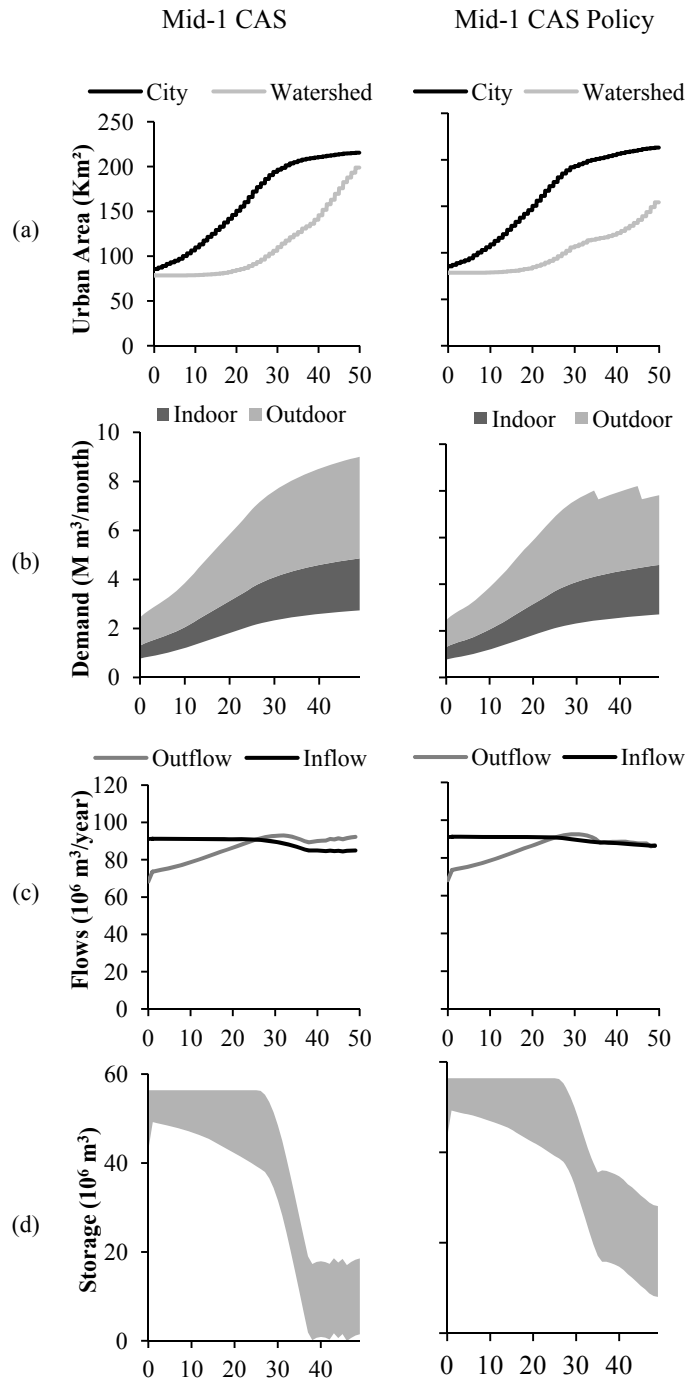 Mid-1 CAS Mid-1 CAS Policy
City Watershed City Watershed
(a)
Urban Area (Km²)
250
200
150
100
50
0
0 10 20 30 40 50 0 10 20 30 40 50
Indoor Outdoor Indoor Outdoor
(b)
Demand (M m³/month)
10
8
6
4
2
0
0 10 20 30 40 0 10 20 30 40
Outflow Inflow Outflow Inflow
(c)
Flows (10⁶ m³/year)
120
100
80
60
40
20
0
0 10 20 30 40 50 0 10 20 30 40 50
(d)
Storage (10⁶ m³)
60
40
20
0
0 10 20 30 40 0 10 20 30 40